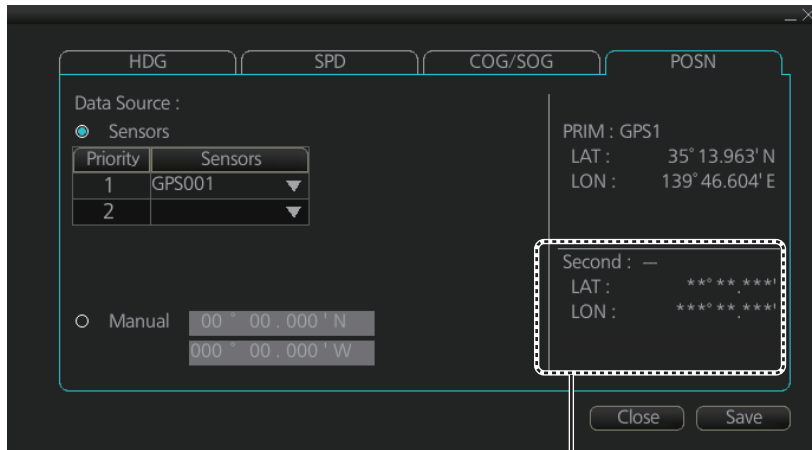 HDG SPD COG/SOG POSN
Data Source :
Sensors
Priority Sensors
1 GPS001
2
Manual 00 ° 00 . 000 ' N
000 ° 00 . 000 ' W
PRIM : GPS1
LAT : 35° 13.963' N
LON : 139° 46.604' E
Second : —
LAT : **° **.***'
LON : ***° **.***'
Close Save